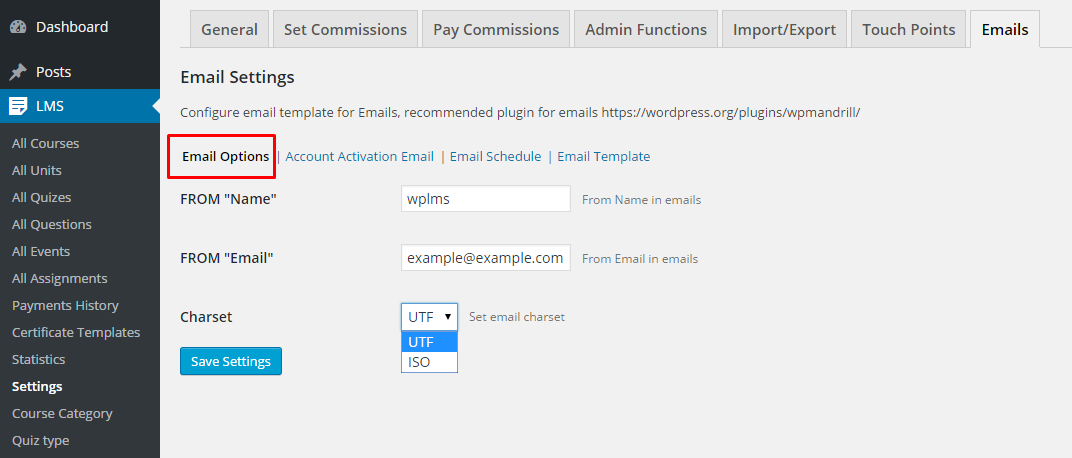 Dashboard
Posts
LMS
All Courses
All Units
All Quizes
All Questions
All Events
All Assignments
Payments History
Certificate Templates
Statistics
Settings
Course Category
Quiz type
General Set Commissions Pay Commissions Admin Functions Import/Export Touch Points Emails
Email Settings
Configure email template for Emails, recommended plugin for emails https://wordpress.org/plugins/wpmandrill/
Email Options | Account Activation Email | Email Schedule | Email Template
FROM "Name" wplms From Name in emails
FROM "Email" example@example.com From Email in emails
Charset UTF Set email charset
UTF
ISO
Save Settings